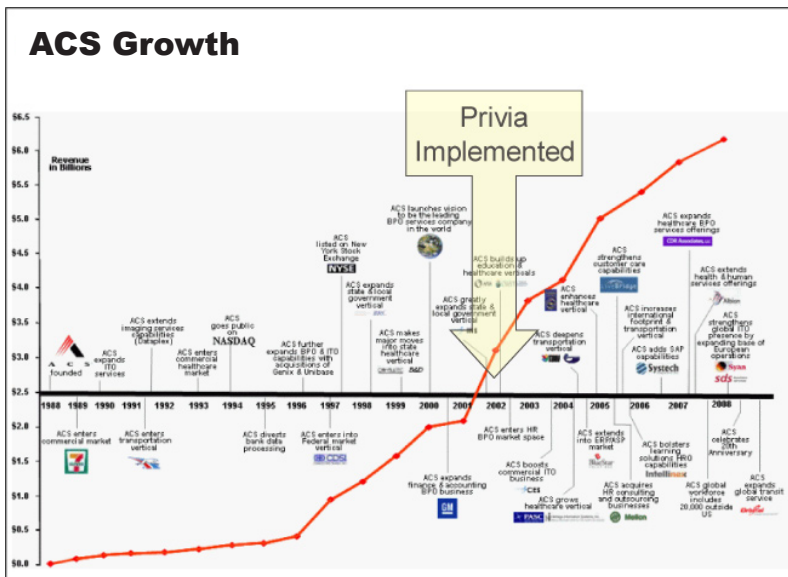 ACS Growth
Privia
Implemented
$6.5
$6.0
$5.5
$5.0
$4.5
$4.0
$3.5
$3.0
$2.5
$2.0
$1.5
$1.0
$0.5
$0.0
Revenue
in Billions
1988
1989
1990
1991
1992
1993
1994
1995
1996
1997
1998
1999
2000
2001
2002
2003
2004
2005
2006
2007
2008
A C S
founded
ACS
expands
ITO
services
ACS extends
imaging services
capabilities
(Dataplex)
ACS enters
commercial
healthcare
market
ACS
goes public
on
NASDAQ
ACS further
expands BPO & ITO
capabilities with
acquisitions of
Genix & Unibase
ACS
listed on New
York Stock
Exchange
NYSE
ACS expands
state & local
government
vertical
ACS makes
major moves
into state
healthcare
vertical
ACS launches vision
to be the leading
BPO services company
in the world
ACS greatly
expands state &
local government
vertical
ACS builds up
education &
healthcare verticals
ACS
enhances
healthcare vertical
ACS deepens
transportation
vertical
ACS
strengthens
customer care
capabilities
ACS increases
international
footprint &
transportation
vertical
ACS adds SAP
capabilities
Systech
ACS expands
healthcare BPO
services offerings
CDR Associates, LLC
ACS extends
health & human
services offerings
Albion
ACS
strengthens
global ITO
presence by
expanding base of
European
operations
Syan
sds
ACS enters
commercial market
ACS enters
transportation
vertical
ACS divests
bank data
processing
ACS enters into
Federal market
vertical
CDSI
ACS expands
finance & accounting
BPO business
GM
ACS enters HR
BPO market space
ACS boosts
commercial ITO
business
ACS grows
healthcare vertical
ACS extends
into ERP/ASP
market
ACS acquires
HR consulting
and outsourcing
businesses
Mellon
ACS bolsters
learning
solutions HRO
capabilities
Intellinex
ACS global
workforce
includes
20,000 outside
US
ACS
celebrates
20th
Anniversary
ACS
expands
global transit
service